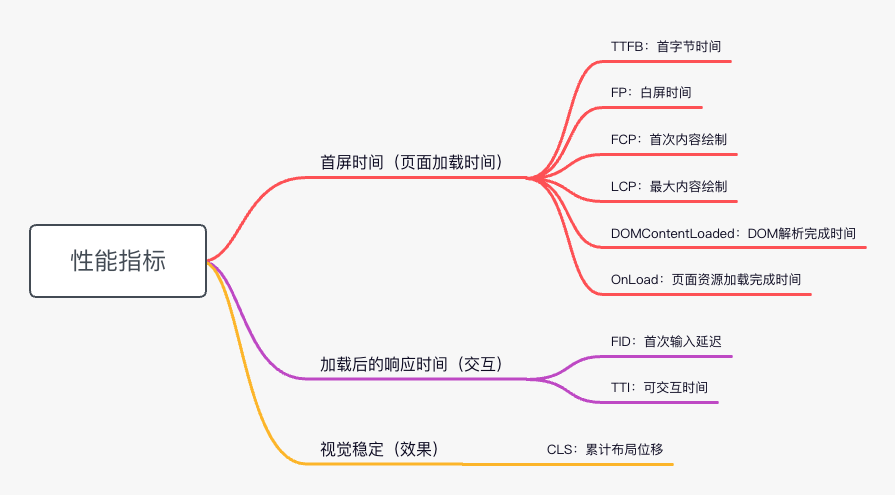 性能指标
首屏时间（页面加载时间）
TTFB：首字节时间
FP：白屏时间
FCP：首次内容绘制
LCP：最大内容绘制
DOMContentLoaded：DOM解析完成时间
OnLoad：页面资源加载完成时间
加载后的响应时间（交互）
FID：首次输入延迟
TTI：可交互时间
视觉稳定（效果）
CLS：累计布局位移